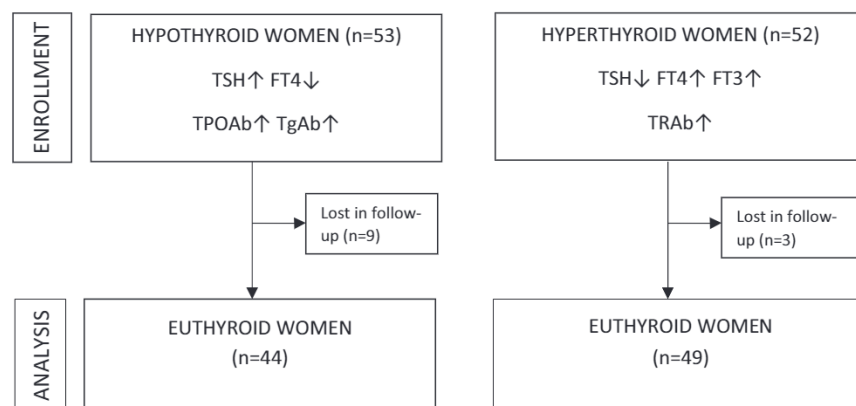 ENROLLMENT
HYPOTHYROID WOMEN (n=53)
TSH↑ FT4↓
TPOAb↑ TgAb↑
HYPERTHYROID WOMEN (n=52)
TSH↓ FT4↑ FT3↑
TRAb↑
Lost in follow-
up (n=9)
Lost in follow-
up (n=3)
ANALYSIS
EUTHYROID WOMEN
(n=44)
EUTHYROID WOMEN
(n=49)